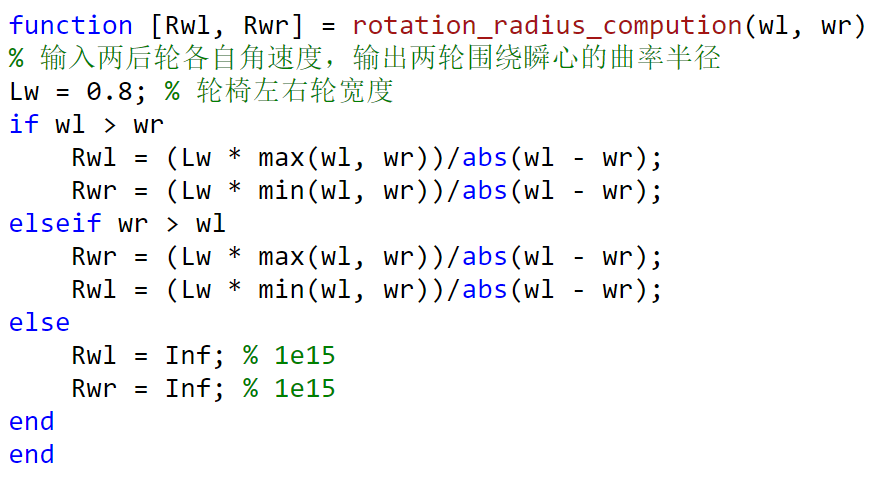 function [Rwl, Rwr] = rotation_radius_compution(wl, wr)
% 输入两后轮各自角速度，输出两轮围绕瞬心的曲率半径
Lw = 0.8; % 轮椅左右轮宽度
if wl > wr
    Rwl = (Lw * max(wl, wr))/abs(wl - wr);
    Rwr = (Lw * min(wl, wr))/abs(wl - wr);
elseif wr > wl
    Rwr = (Lw * max(wl, wr))/abs(wl - wr);
    Rwl = (Lw * min(wl, wr))/abs(wl - wr);
else
    Rwl = Inf; % 1e15
    Rwr = Inf; % 1e15
end
end